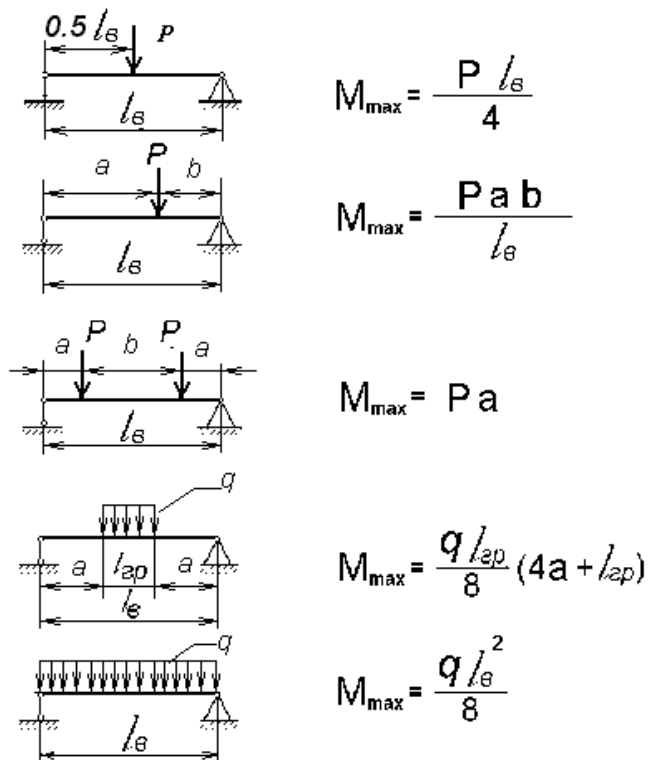 0.5 lв P
lв
Mmax = P lв / 4
a P b
lв
Mmax = P a b / lв
a P b P a
lв
Mmax = P a
q
a lгр a
lв
Mmax = q lгр / 8 (4a + lгр)
q
lв
Mmax = q lв² / 8